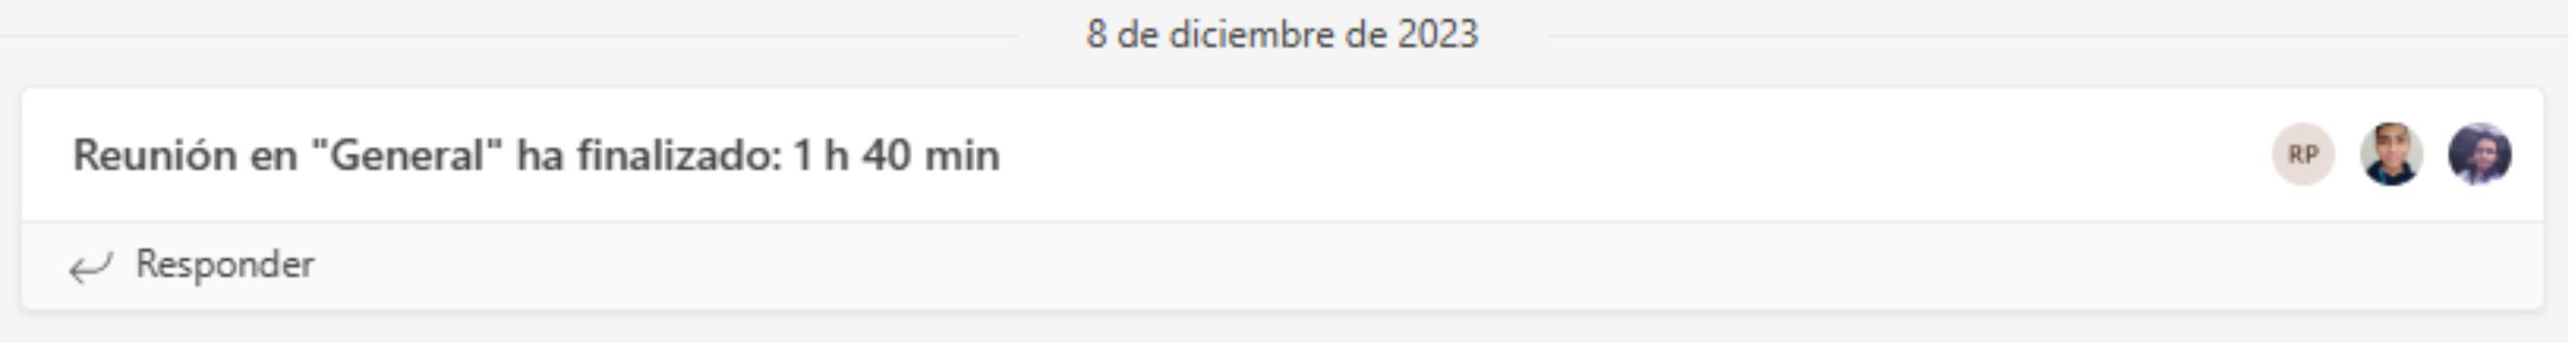 8 de diciembre de 2023
Reunión en "General" ha finalizado: 1 h 40 min
RP
Responder